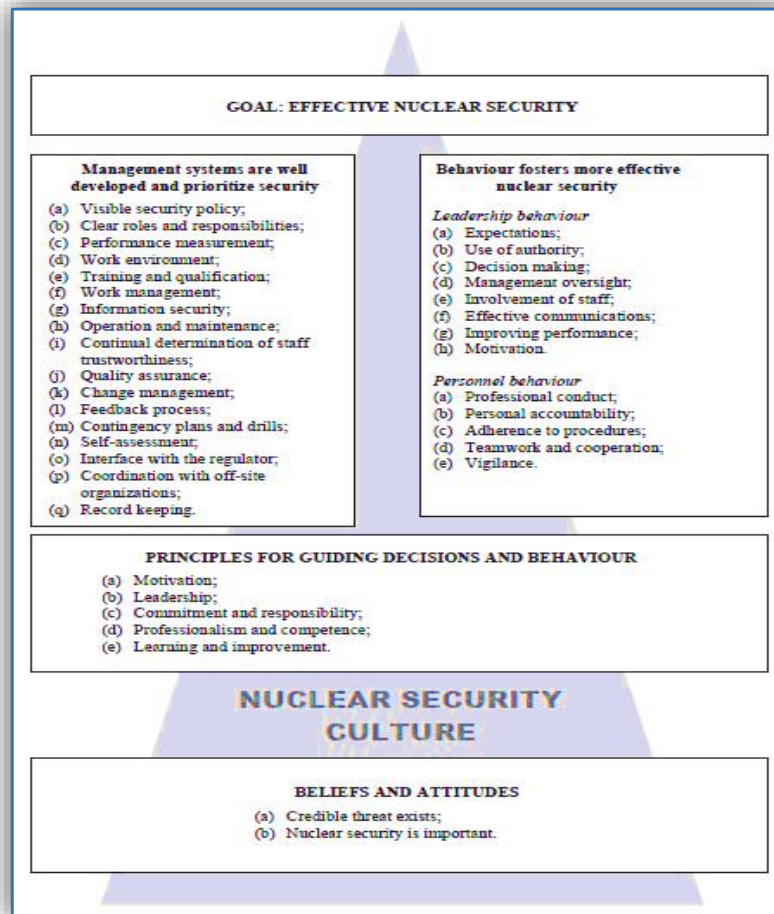 GOAL: EFFECTIVE NUCLEAR SECURITY
Management systems are well
developed and prioritize security
(a) Visible security policy;
(b) Clear roles and responsibilities;
(c) Performance measurement;
(d) Work environment;
(e) Training and qualification;
(f) Work management;
(g) Information security;
(h) Operation and maintenance;
(i) Continual determination of staff
trustworthiness;
(j) Quality assurance;
(k) Change management;
(l) Feedback process;
(m) Contingency plans and drills;
(n) Self-assessment;
(o) Interface with the regulator;
(p) Coordination with off-site
organizations;
(q) Record keeping.
Behaviour fosters more effective
nuclear security
Leadership behaviour
(a) Expectations;
(b) Use of authority;
(c) Decision making;
(d) Management oversight;
(e) Involvement of staff;
(f) Effective communications;
(g) Improving performance;
(h) Motivation.
Personnel behaviour
(a) Professional conduct;
(b) Personal accountability;
(c) Adherence to procedures;
(d) Teamwork and cooperation;
(e) Vigilance.
PRINCIPLES FOR GUIDING DECISIONS AND BEHAVIOUR
(a) Motivation;
(b) Leadership;
(c) Commitment and responsibility;
(d) Professionalism and competence;
(e) Learning and improvement.
NUCLEAR SECURITY
CULTURE
BELIEFS AND ATTITUDES
(a) Credible threat exists;
(b) Nuclear security is important.